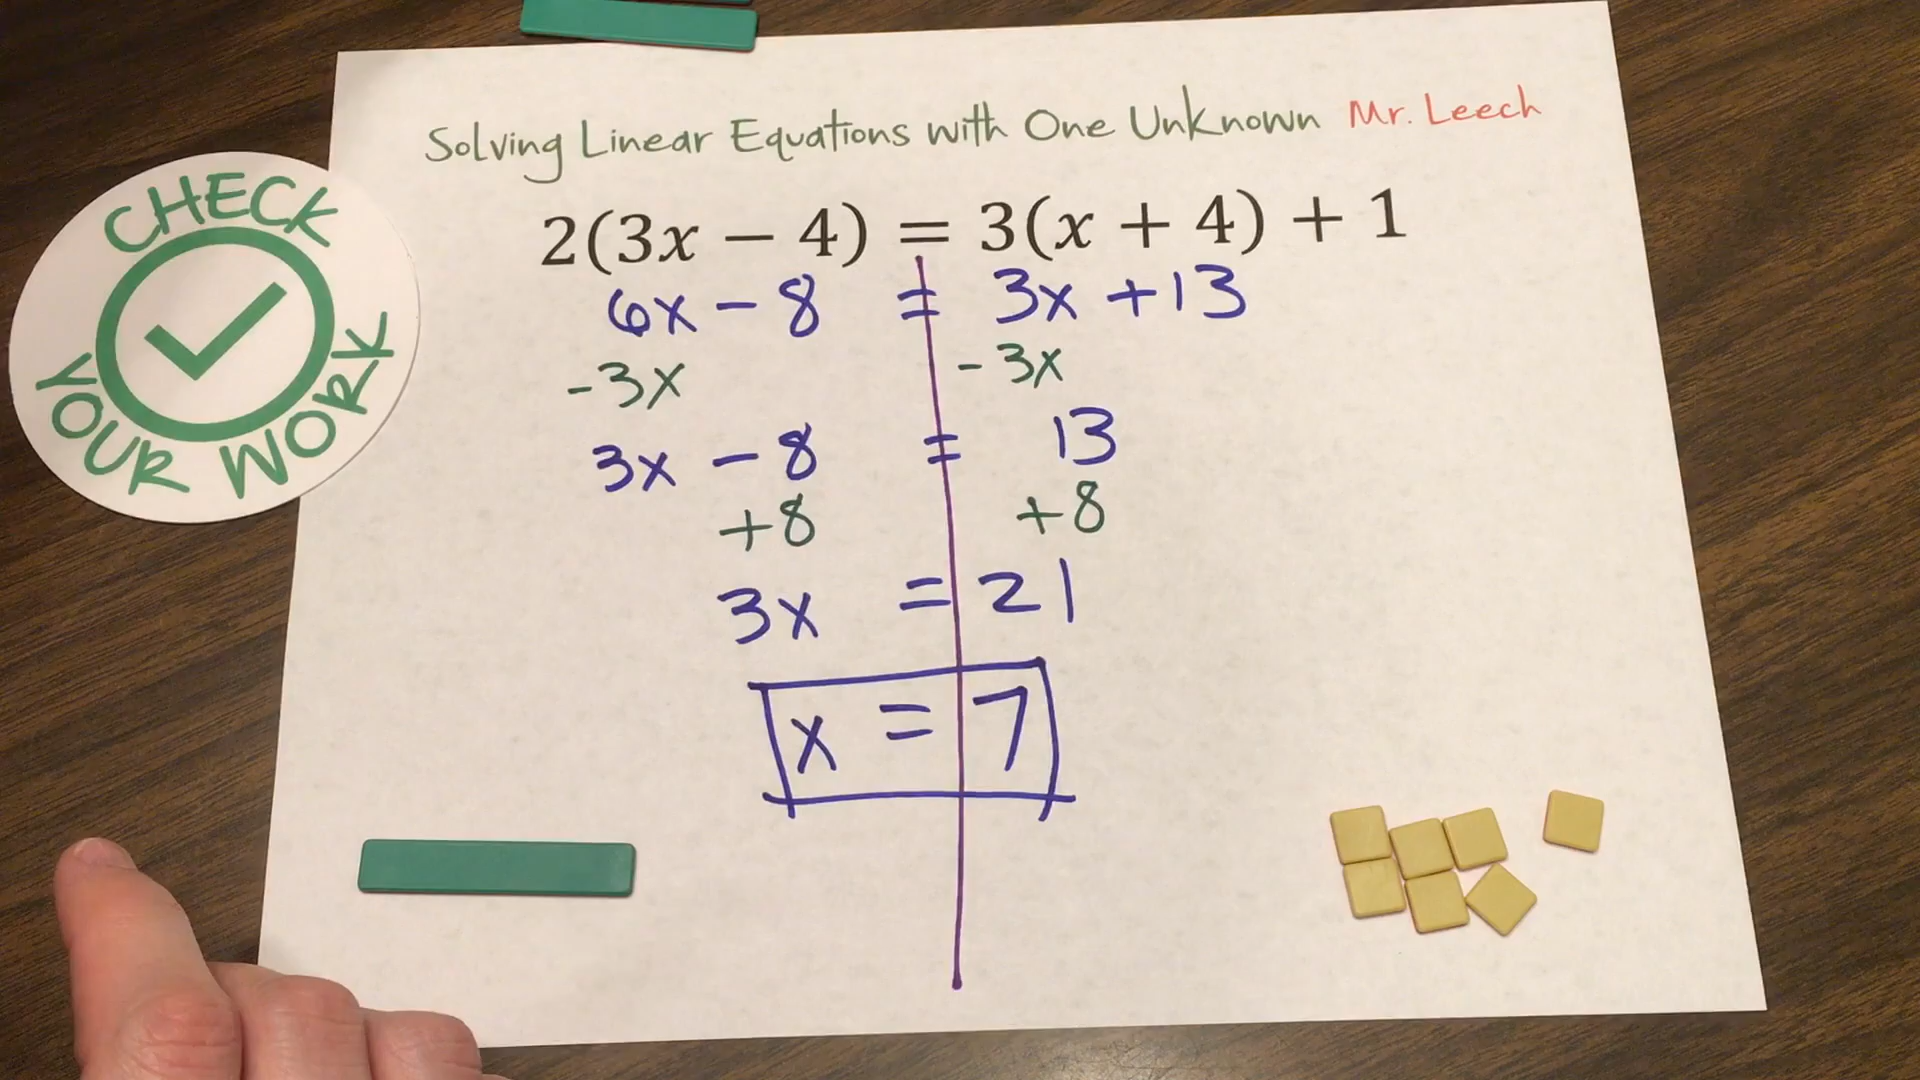 Solving Linear Equations with One Unknown Mr. Leech
CHECK
YOUR WORK
2(3x − 4) = 3(x + 4) + 1
6x − 8 = 3x + 13
-3x - 3x
3x − 8 = 13
+8 +8
3x = 21
x = 7